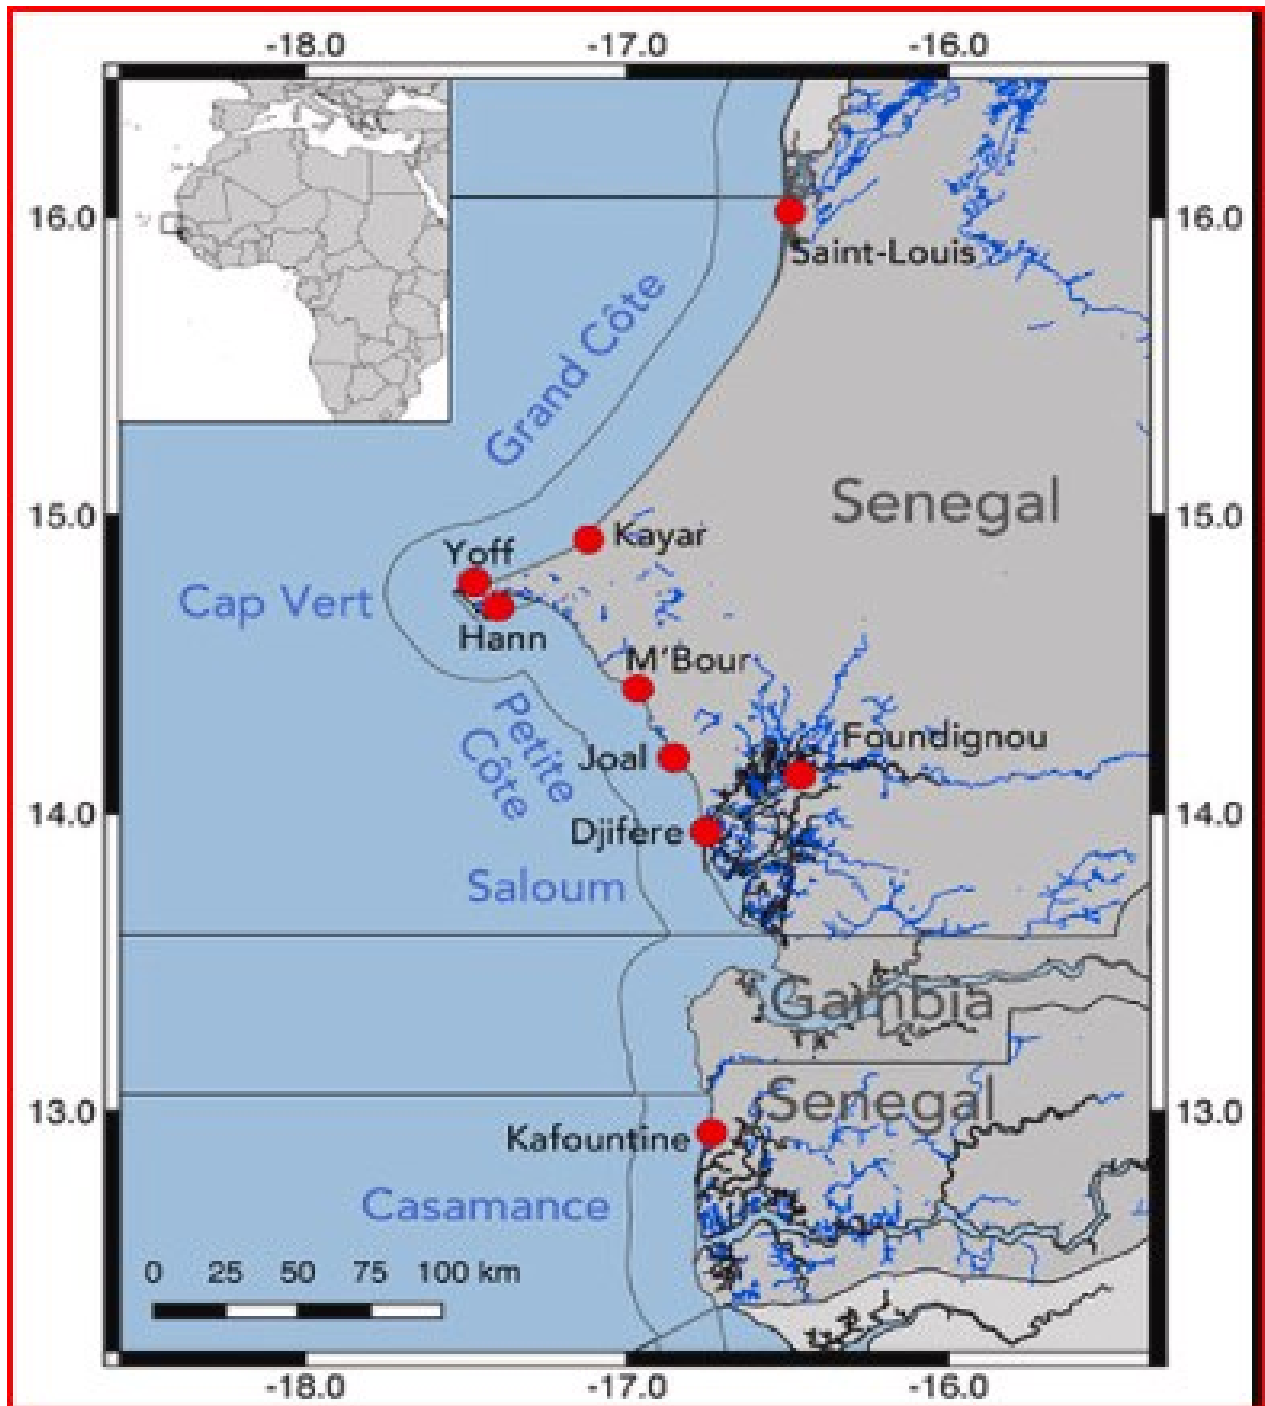 -18.0 -17.0 -16.0
16.0 16.0
Saint-Louis
Grand Côte
Senegal
15.0 15.0
Kayar
Yoff
Cap Vert
Hann
M'Bour
Petite
Côte
Foundignou
Joal
14.0 14.0
Djifere
Saloum
Gambia
Senegal
13.0 13.0
Kafountine
Casamance
0 25 50 75 100 km
-18.0 -17.0 -16.0